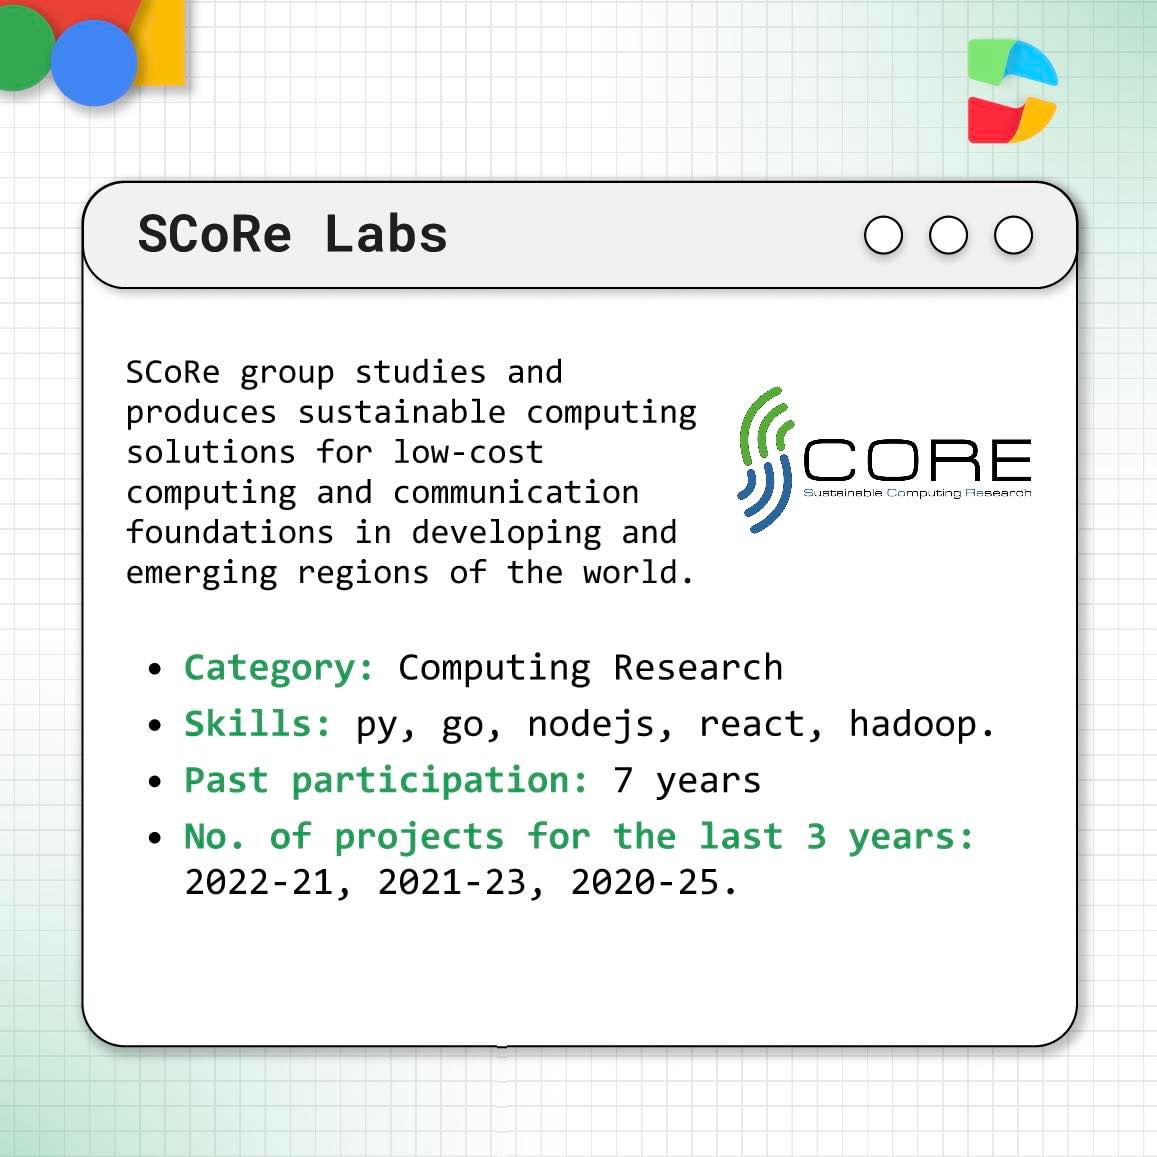 SCoRe Labs
SCoRe group studies and
produces sustainable computing
solutions for low-cost
computing and communication
foundations in developing and
emerging regions of the world.
SCORE
Sustainable Computing Research
• Category: Computing Research
• Skills: py, go, nodejs, react, hadoop.
• Past participation: 7 years
• No. of projects for the last 3 years:
2022-21, 2021-23, 2020-25.